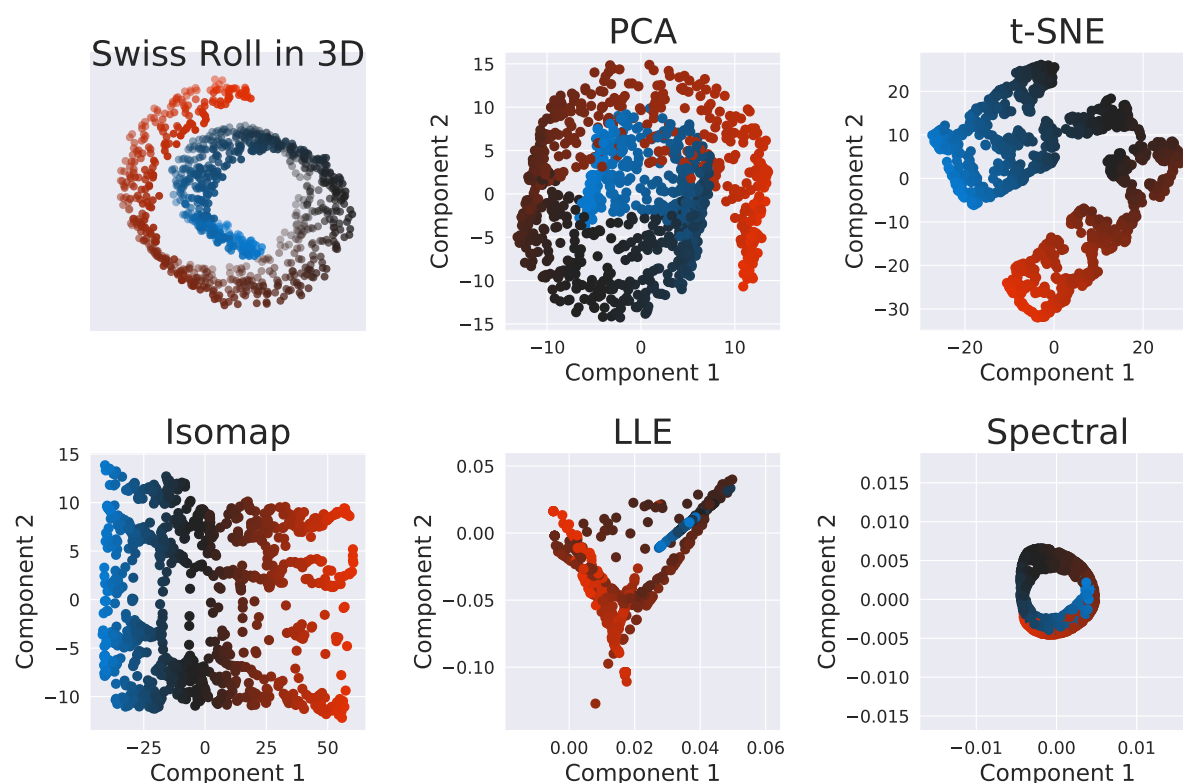 Swiss Roll in 3D
PCA
15
10
5
0
−5
−10
−15
Component 2
−10
0
10
Component 1
t-SNE
20
10
0
−10
−20
−30
Component 2
−20
0
20
Component 1
Isomap
15
10
5
0
−5
−10
Component 2
−25
0
25
50
Component 1
LLE
0.05
0.00
−0.05
−0.10
Component 2
0.00
0.02
0.04
0.06
Component 1
Spectral
0.015
0.010
0.005
0.000
−0.005
−0.010
−0.015
Component 2
−0.01
0.00
0.01
Component 1